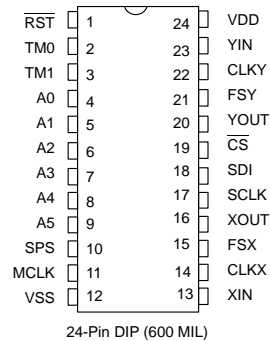 R̅S̅T̅ 1 24 VDD
TM0 2 23 YIN
TM1 3 22 CLKY
A0 4 21 FSY
A1 5 20 YOUT
A2 6 19 C̅S̅
A3 7 18 SDI
A4 8 17 SCLK
A5 9 16 XOUT
SPS 10 15 FSX
MCLK 11 14 CLKX
VSS 12 13 XIN
24-Pin DIP (600 MIL)